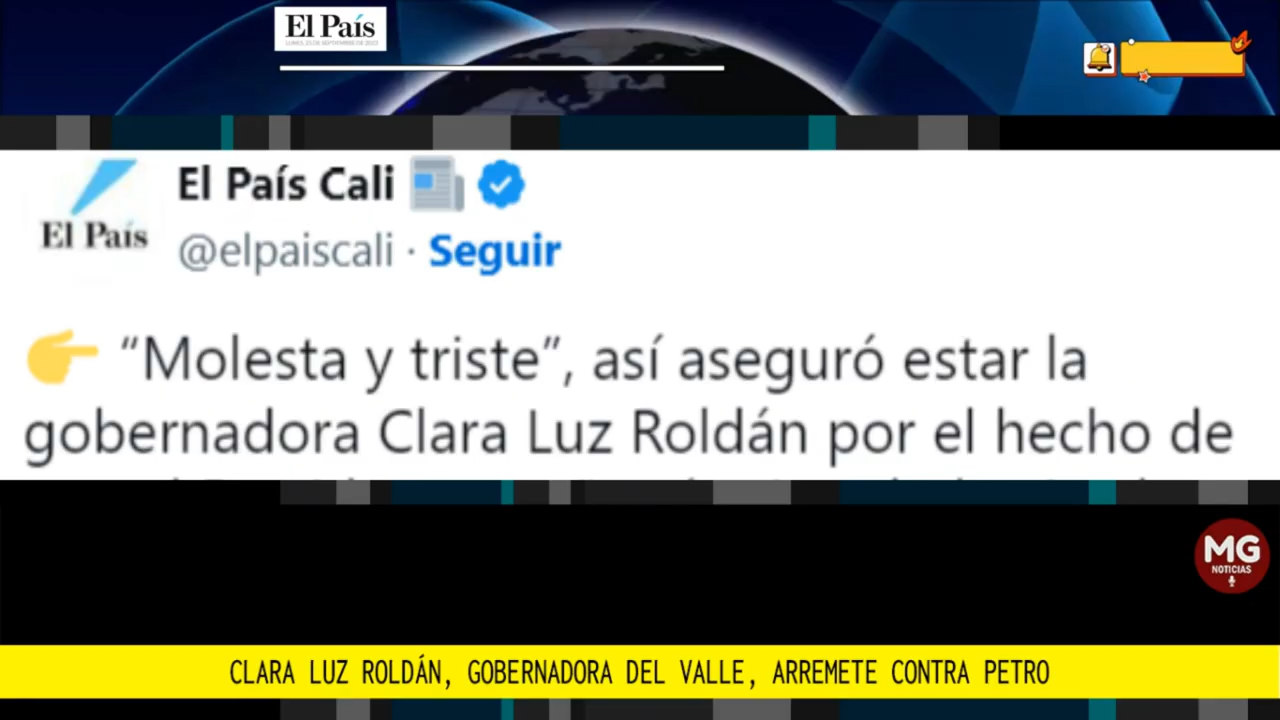 El País
El País Cali
El País
@elpaiscali · Seguir
👉 “Molesta y triste”, así aseguró estar la
gobernadora Clara Luz Roldán por el hecho de
MG
NOTICIAS
CLARA LUZ ROLDÁN, GOBERNADORA DEL VALLE, ARREMETE CONTRA PETRO